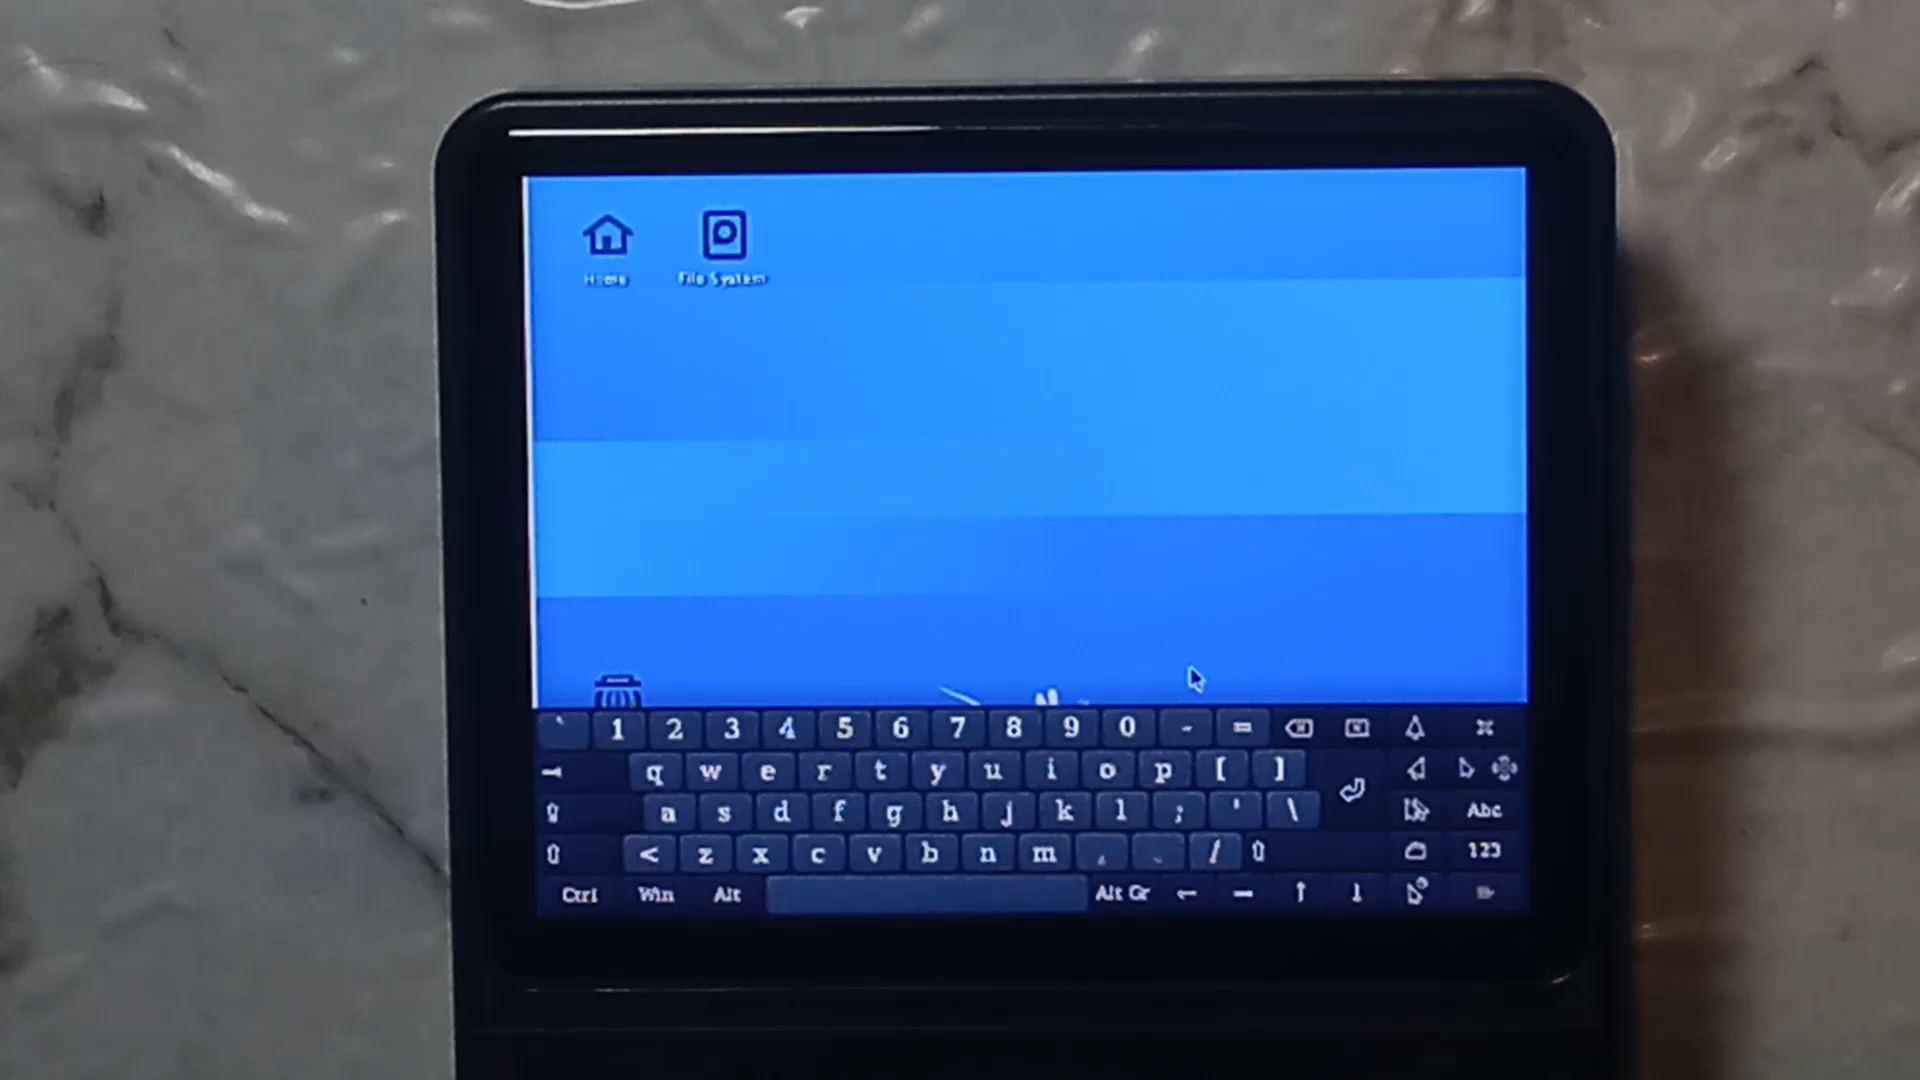 Home File System
` 1 2 3 4 5 6 7 8 9 0 - =
q w e r t y u i o p [ ]
a s d f g h j k l ; ' \ Abc
< z x c v b n m , . / 123
Ctrl Win Alt Alt Gr